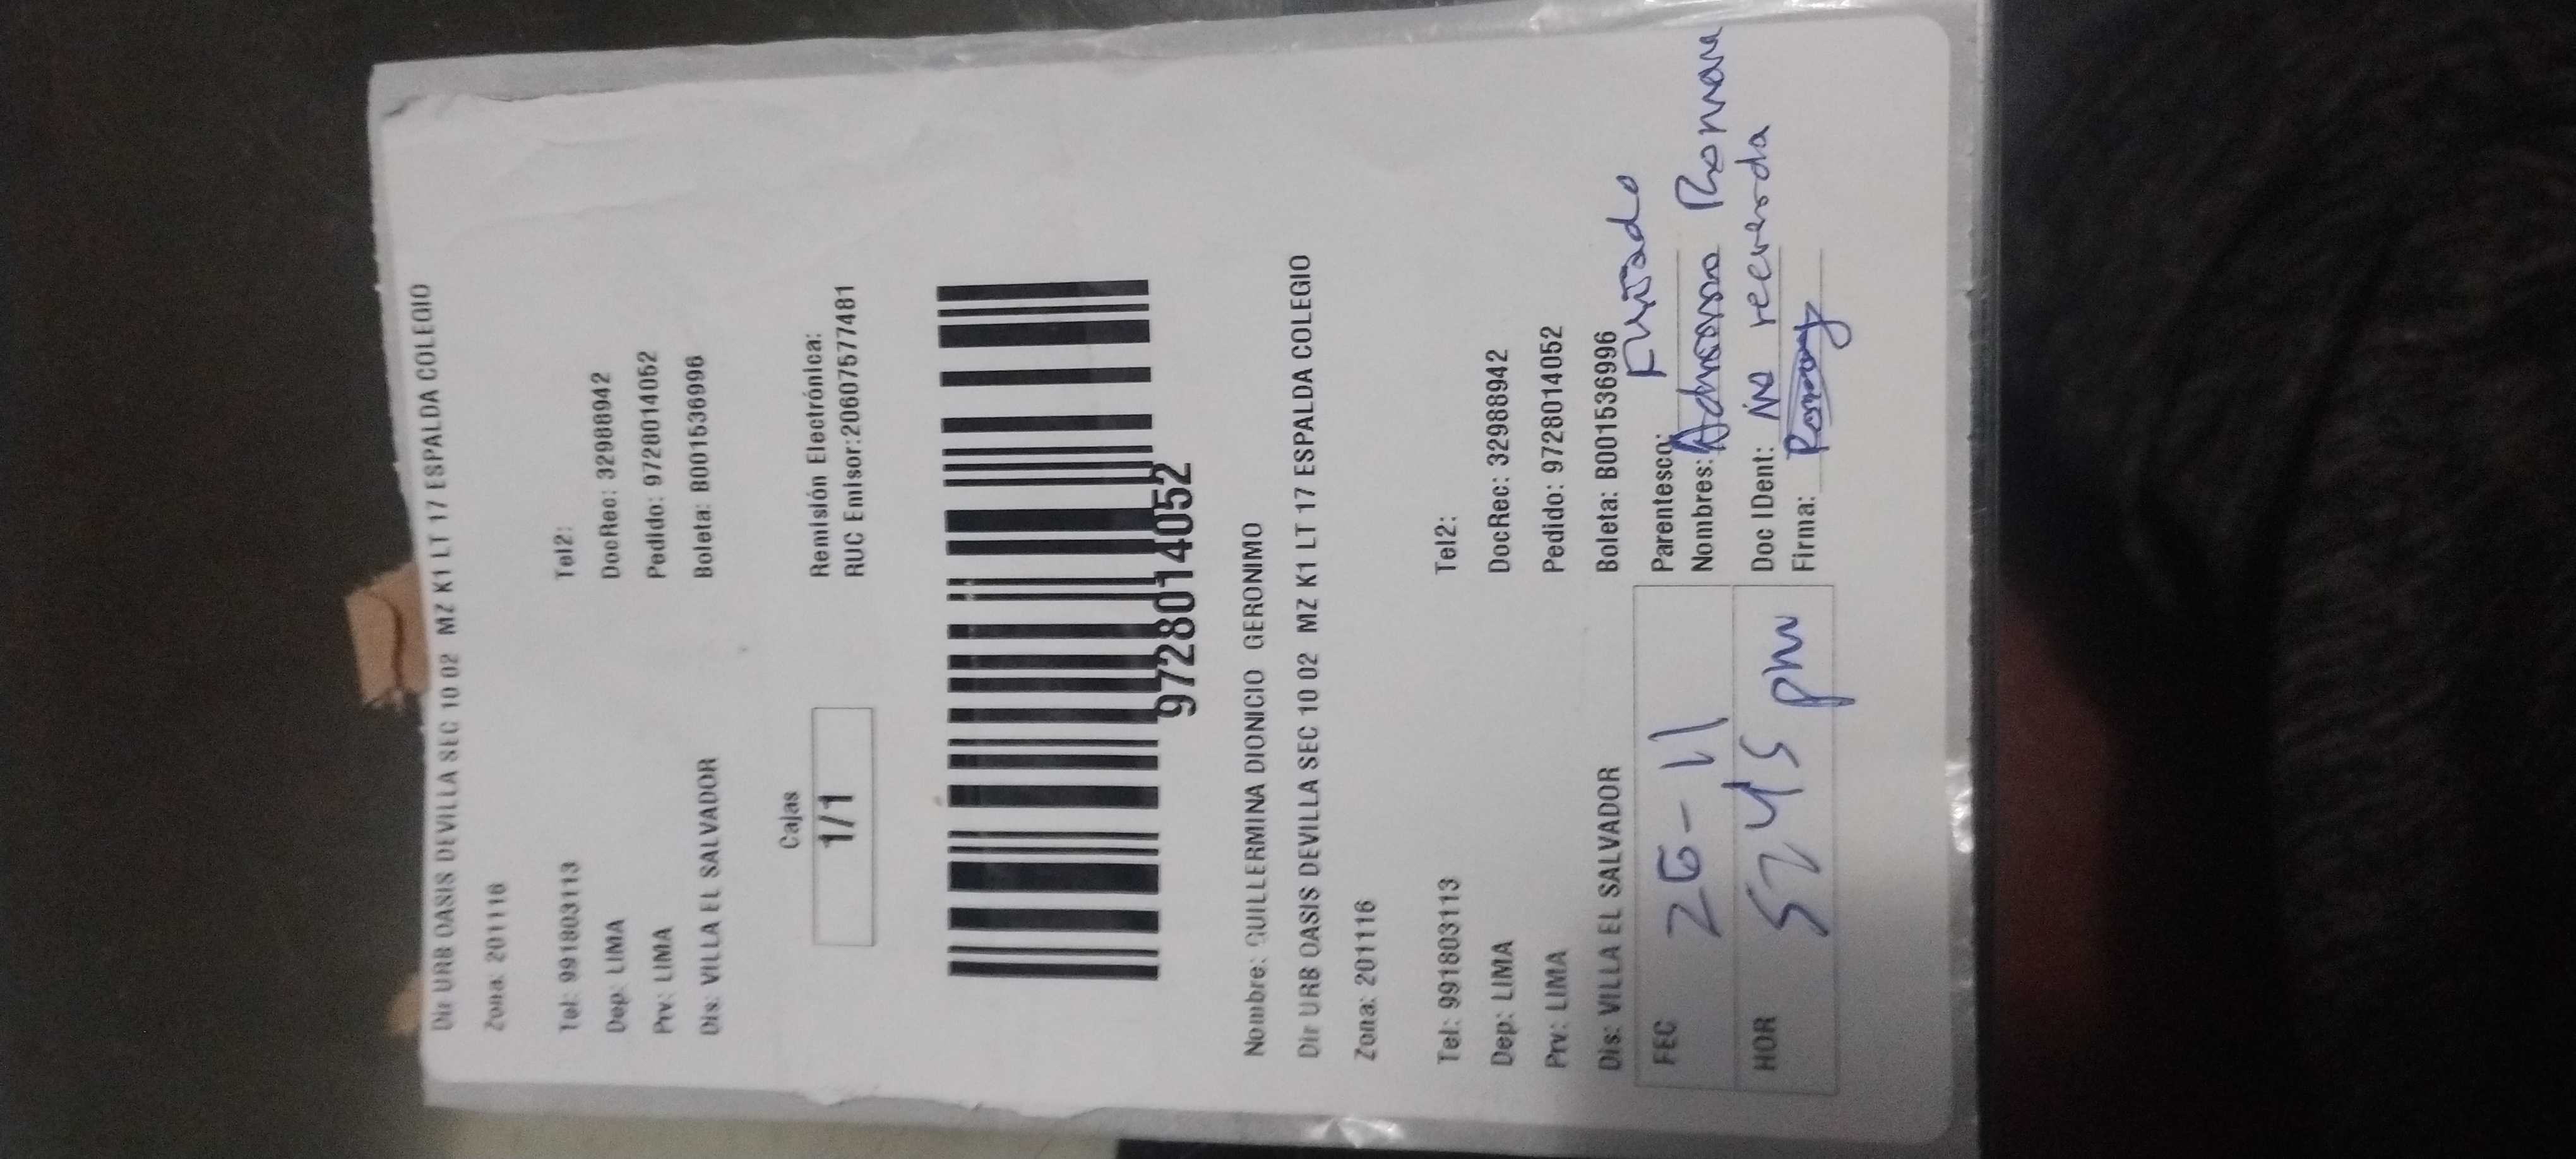 Dir URB OASIS DEVILLA SEC 10 02 MZ K1 LT 17 ESPALDA COLEGIO
Zona: 201116
Tel: 991803113 Tel2:
Dep: LIMA DocRec: 32988942
Prv: LIMA Pedido: 9728014052
Dis: VILLA EL SALVADOR Boleta: B001536996
Cajas Remisión Electrónica:
1/1 RUC Emisor:20607577481
9728014052
Nombre: GUILLERMINA DIONICIO GERONIMO
Dir URB OASIS DEVILLA SEC 10 02 MZ K1 LT 17 ESPALDA COLEGIO
Zona: 201116
Tel: 991803113 Tel2:
Dep: LIMA DocRec: 32988942
Prv: LIMA Pedido: 9728014052
Dis: VILLA EL SALVADOR Boleta: B001536996
FEC 26-11 Parentesco:
Nombres:
HOR 5245 pm Doc IDent: no recuerda
Firma: